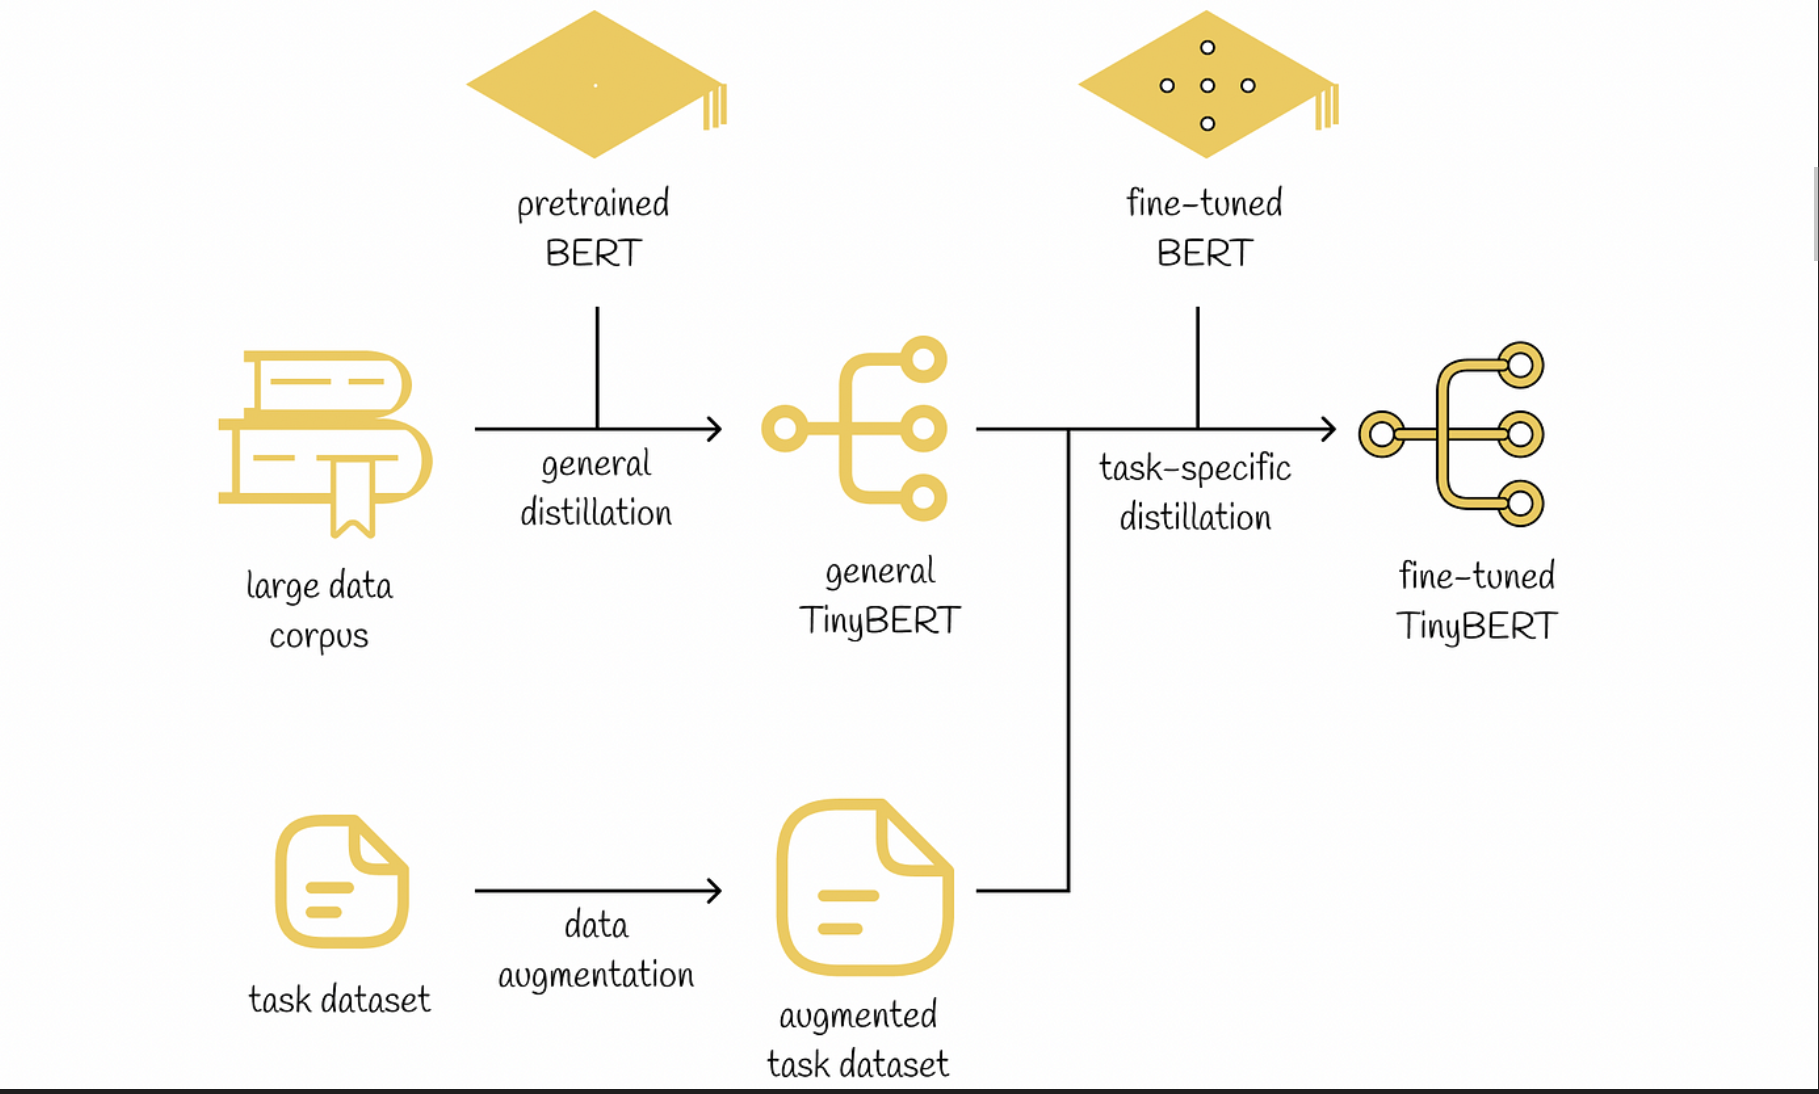 pretrained
BERT
fine-tuned
BERT
general
distillation
task-specific
distillation
large data
corpus
general
TinyBERT
fine-tuned
TinyBERT
data
augmentation
task dataset
augmented
task dataset